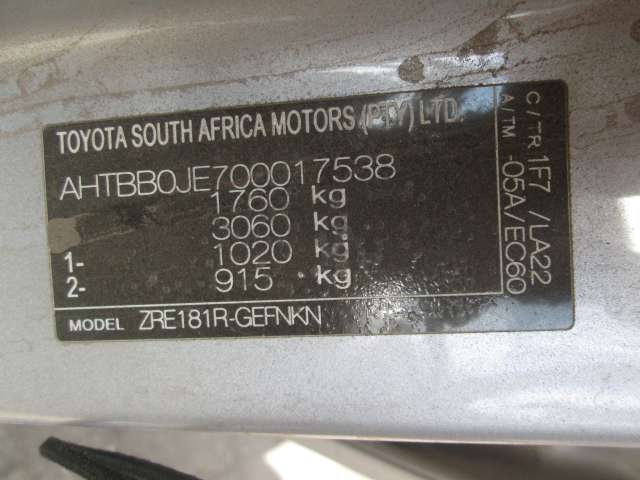 TOYOTA SOUTH AFRICA MOTORS (PTY) LTD.
AHTBB0JE700017538
1760 kg
3060 kg
1- 1020 kg
2- 915 kg
MODEL ZRE181R-GEFNKN
C/TR 1F7 /LA22
A/TM -05A/EC60